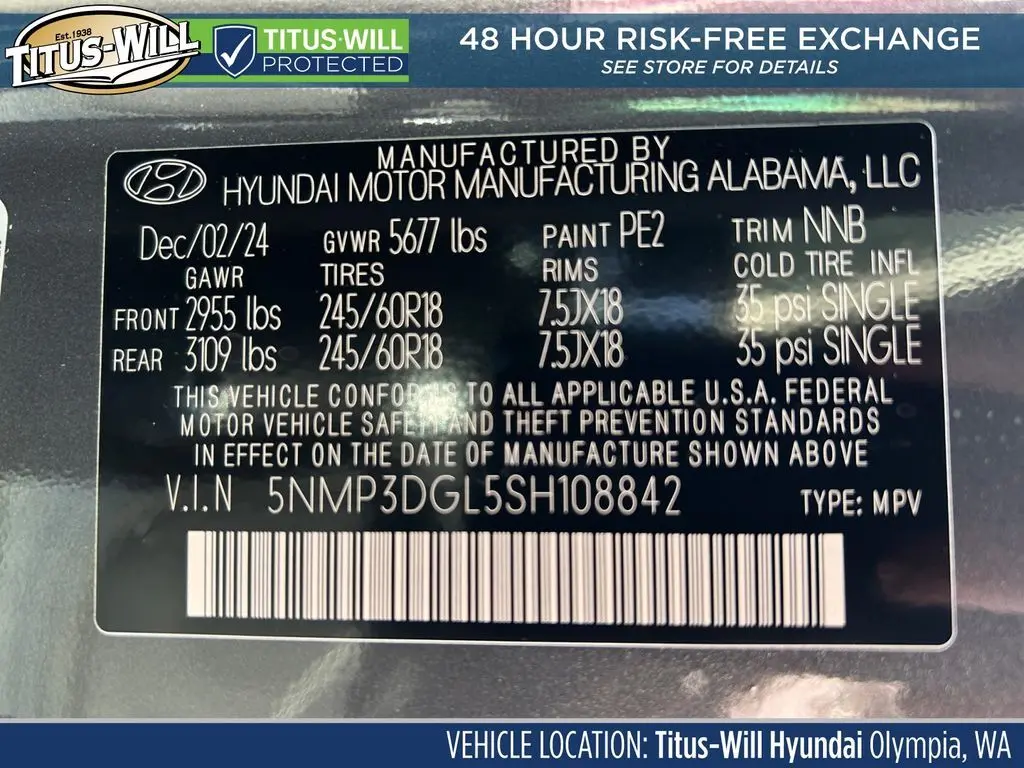 Est. 1938
TITUS-WILL
TITUS-WILL
PROTECTED
48 HOUR RISK-FREE EXCHANGE
SEE STORE FOR DETAILS
MANUFACTURED BY
HYUNDAI MOTOR MANUFACTURING ALABAMA, LLC
Dec/02/24 GVWR 5677 lbs PAINT PE2 TRIM NNB
GAWR TIRES RIMS COLD TIRE INFL
FRONT 2955 lbs 245/60R18 7.5JX18 35 psi SINGLE
REAR 3109 lbs 245/60R18 7.5JX18 35 psi SINGLE
THIS VEHICLE CONFORMS TO ALL APPLICABLE U.S.A. FEDERAL
MOTOR VEHICLE SAFETY AND THEFT PREVENTION STANDARDS
IN EFFECT ON THE DATE OF MANUFACTURE SHOWN ABOVE
V.I.N 5NMP3DGL5SH108842 TYPE: MPV
VEHICLE LOCATION: Titus-Will Hyundai Olympia, WA